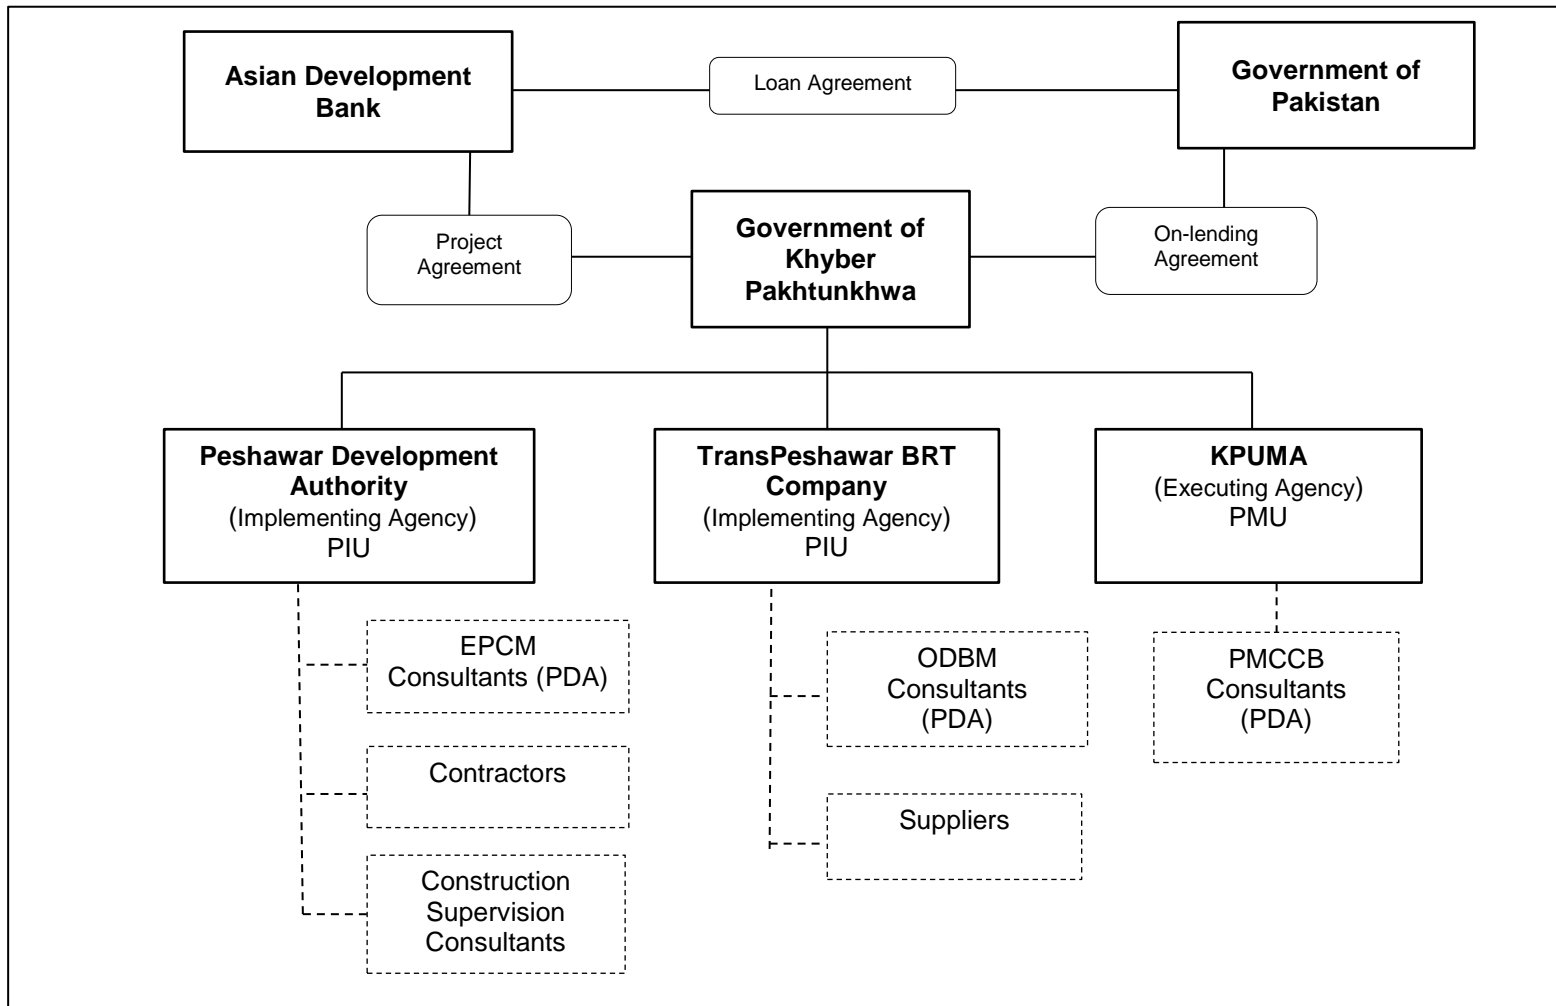 Asian Development
Bank
Loan Agreement
Government of
Pakistan
Project
Agreement
Government of
Khyber
Pakhtunkhwa
On-lending
Agreement
Peshawar Development
Authority
(Implementing Agency)
PIU
TransPeshawar BRT
Company
(Implementing Agency)
PIU
KPUMA
(Executing Agency)
PMU
EPCM
Consultants (PDA)
Contractors
Construction
Supervision
Consultants
ODBM
Consultants
(PDA)
Suppliers
PMCCB
Consultants
(PDA)